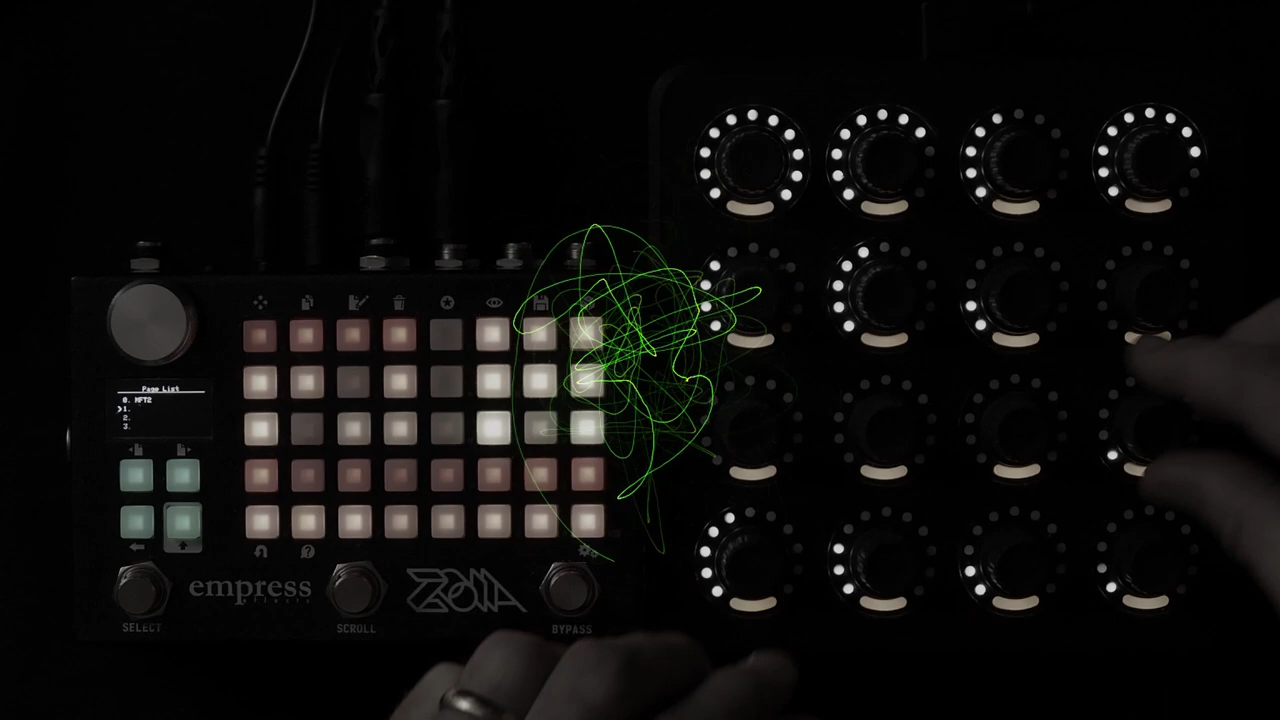 Page List
0. MFT2
1.
2.
3.
empress
effects
ZOIA
SELECT
SCROLL
BYPASS